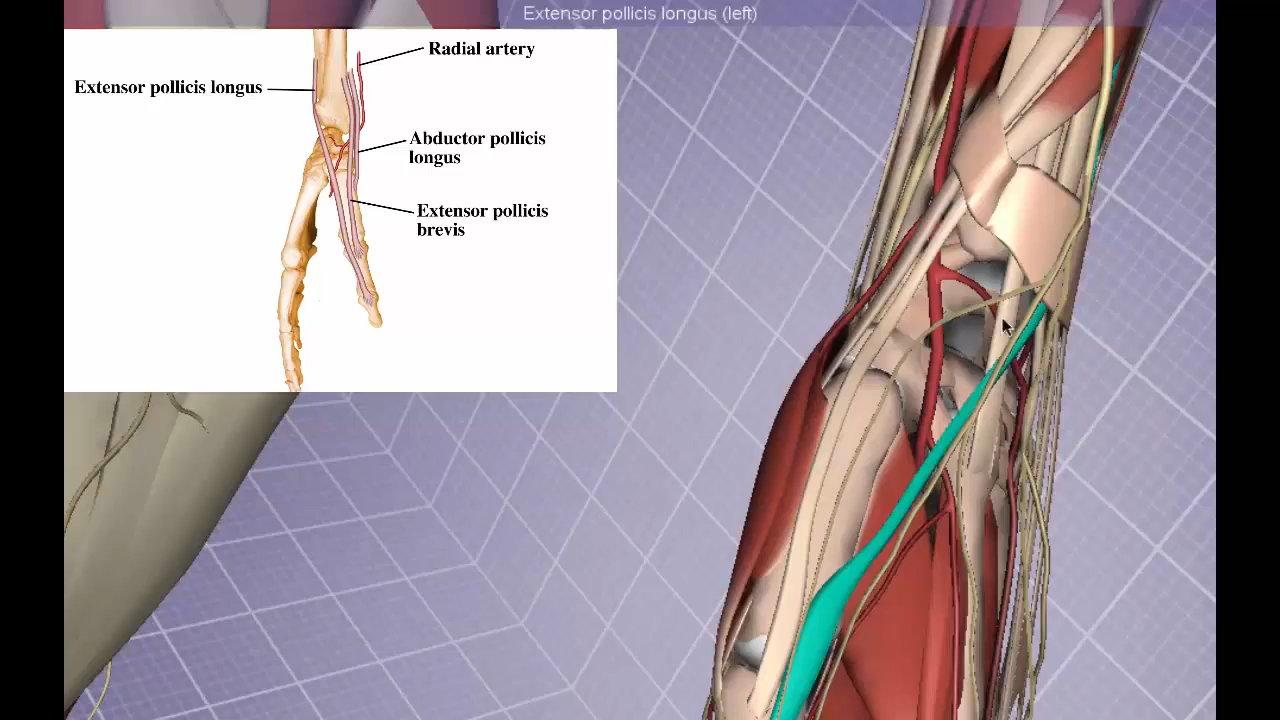 Extensor pollicis longus (left)
Radial artery
Extensor pollicis longus
Abductor pollicis
longus
Extensor pollicis
brevis